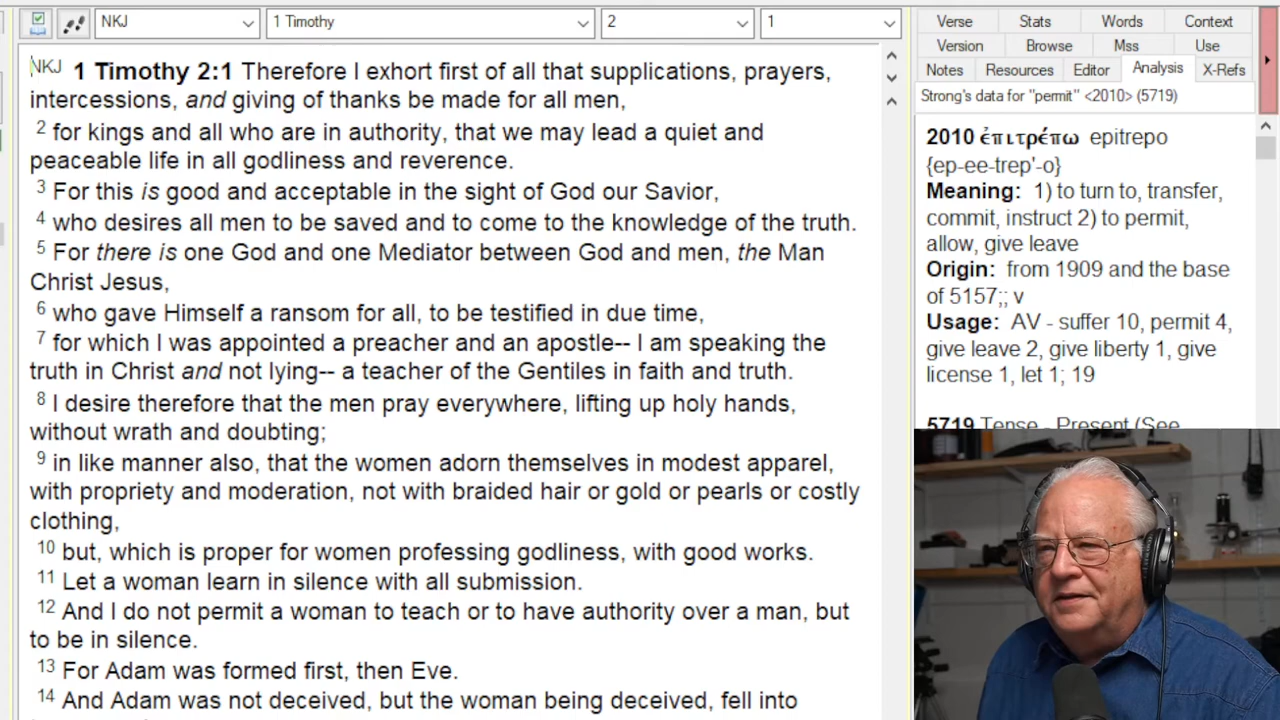 NKJ
1 Timothy
2
1
NKJ 1 Timothy 2:1 Therefore I exhort first of all that supplications, prayers,
intercessions, and giving of thanks be made for all men,
2 for kings and all who are in authority, that we may lead a quiet and
peaceable life in all godliness and reverence.
3 For this is good and acceptable in the sight of God our Savior,
4 who desires all men to be saved and to come to the knowledge of the truth.
5 For there is one God and one Mediator between God and men, the Man
Christ Jesus,
6 who gave Himself a ransom for all, to be testified in due time,
7 for which I was appointed a preacher and an apostle-- I am speaking the
truth in Christ and not lying-- a teacher of the Gentiles in faith and truth.
8 I desire therefore that the men pray everywhere, lifting up holy hands,
without wrath and doubting;
9 in like manner also, that the women adorn themselves in modest apparel,
with propriety and moderation, not with braided hair or gold or pearls or costly
clothing,
10 but, which is proper for women professing godliness, with good works.
11 Let a woman learn in silence with all submission.
12 And I do not permit a woman to teach or to have authority over a man, but
to be in silence.
13 For Adam was formed first, then Eve.
14 And Adam was not deceived, but the woman being deceived, fell into
Verse Stats Words Context
Version Browse Mss Use
Notes Resources Editor Analysis X-Refs
Strong's data for "permit" <2010> (5719)
2010 ἐπιτρέπω epitrepo
{ep-ee-trep'-o}
Meaning: 1) to turn to, transfer,
commit, instruct 2) to permit,
allow, give leave
Origin: from 1909 and the base
of 5157;; v
Usage: AV - suffer 10, permit 4,
give leave 2, give liberty 1, give
license 1, let 1; 19
5719 Tense - Present (See